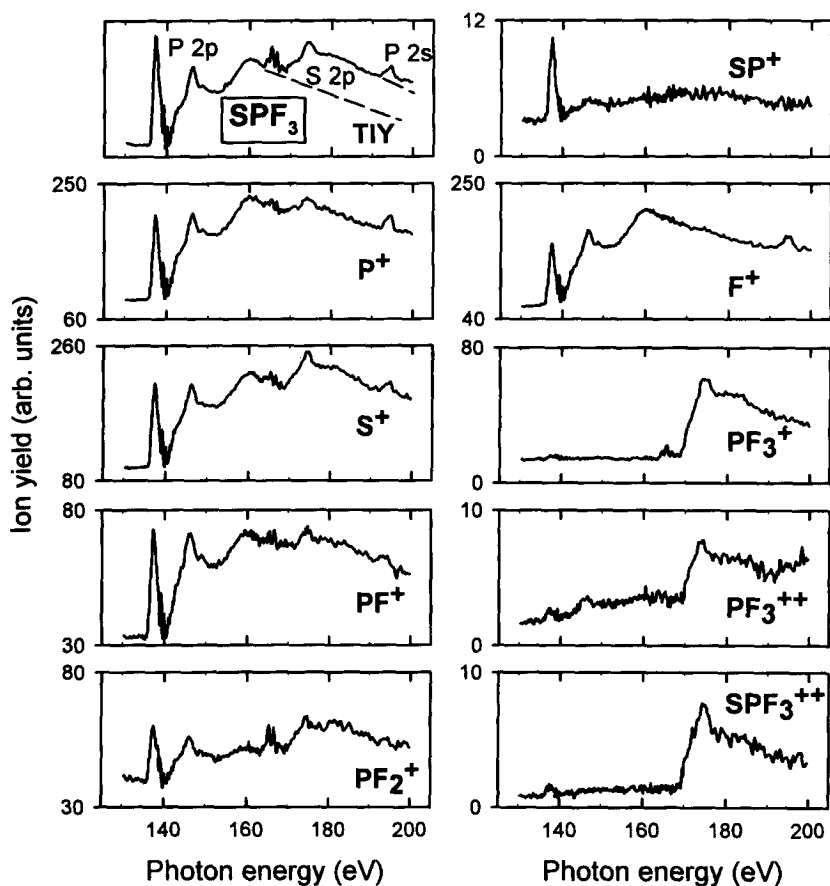 Ion yield (arb. units)
P 2p
S 2p
P 2s
SPF3
TIY
12
SP+
0
250
P+
60
250
F+
40
260
S+
80
80
PF3+
0
80
PF+
30
10
PF3++
0
80
PF2+
30
10
SPF3++
0
140 160 180 200
140 160 180 200
Photon energy (eV)
Photon energy (eV)